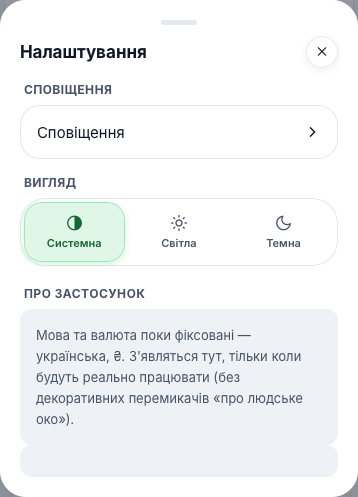 Налаштування
СПОВІЩЕННЯ
Сповіщення
ВИГЛЯД
Системна
Світла
Темна
ПРО ЗАСТОСУНОК
Мова та валюта поки фіксовані —
українська, ₴. З'являться тут, тільки коли
будуть реально працювати (без
декоративних перемикачів «про людське
око»).